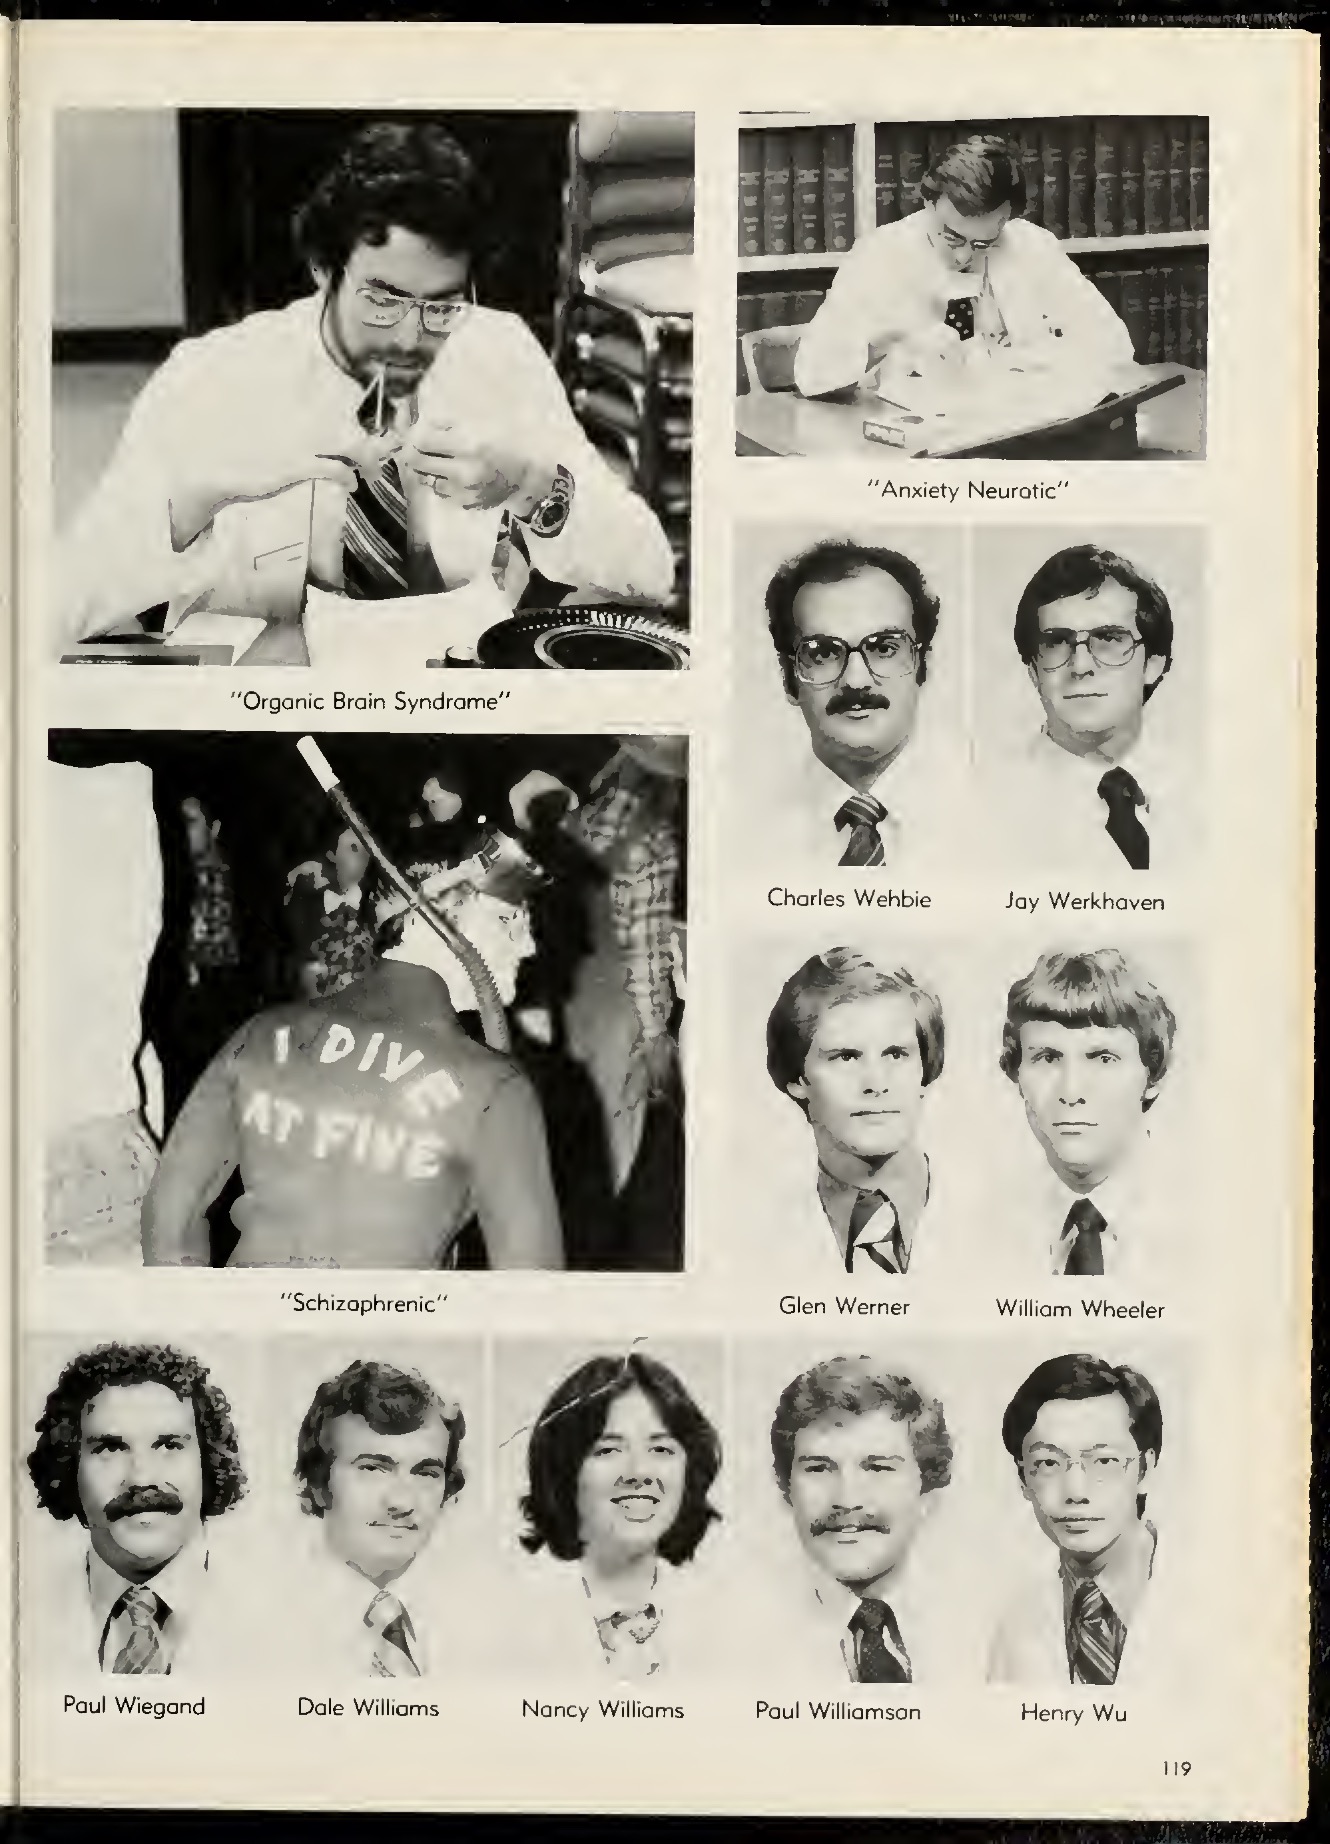 "Organic Brain Syndrome"
"Anxiety Neurotic"
I DIVE
AT FINE
"Schizophrenic"
Charles Wehbie
Jay Werkhaven
Glen Werner
William Wheeler
Paul Wiegand
Dale Williams
Nancy Williams
Paul Williamson
Henry Wu
119